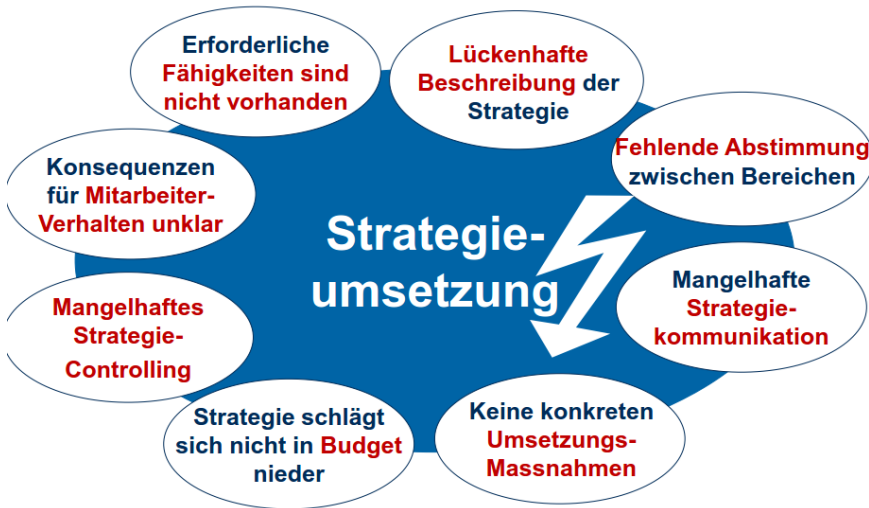 Erforderliche
Fähigkeiten sind
nicht vorhanden
Lückenhafte
Beschreibung der
Strategie
Fehlende Abstimmung
zwischen Bereichen
Konsequenzen
für Mitarbeiter-
Verhalten unklar
Strategie-
umsetzung
Mangelhafte
Strategie-
kommunikation
Mangelhaftes
Strategie-
Controlling
Strategie schlägt
sich nicht in Budget
nieder
Keine konkreten
Umsetzungs-
Massnahmen